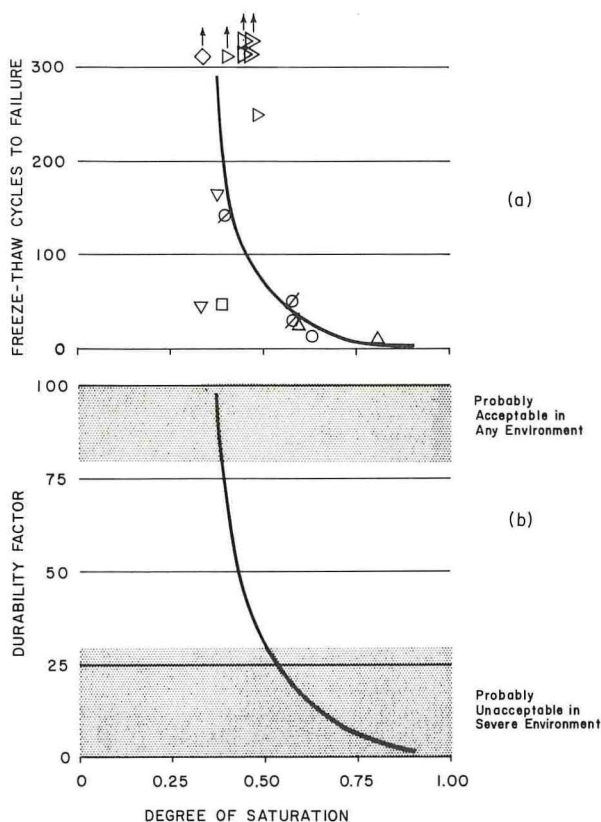 FREEZE-THAW CYCLES TO FAILURE
300
200
100
0
(a)
DURABILITY FACTOR
100
75
50
25
0
Probably
Acceptable in
Any Environment
(b)
Probably
Unacceptable in
Severe Environment
0
0.25
0.50
0.75
1.00
DEGREE OF SATURATION